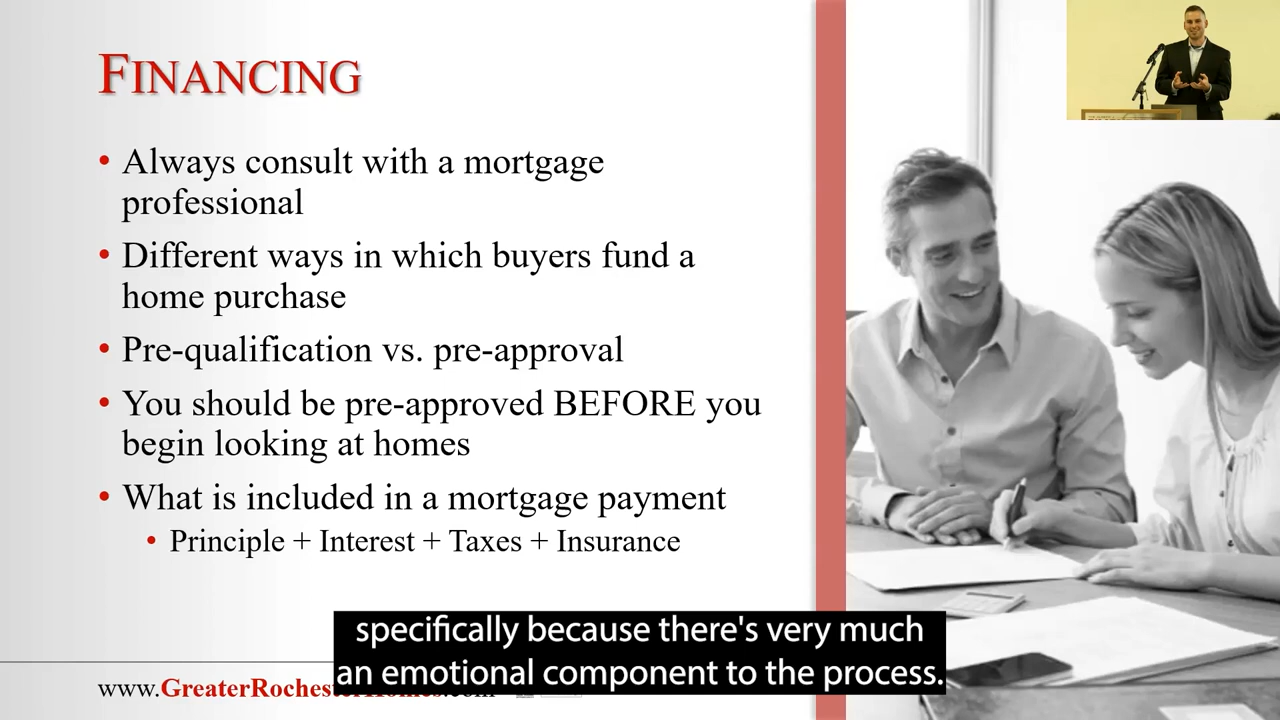 FINANCING
• Always consult with a mortgage
professional
• Different ways in which buyers fund a
home purchase
• Pre-qualification vs. pre-approval
• You should be pre-approved BEFORE you
begin looking at homes
• What is included in a mortgage payment
• Principle + Interest + Taxes + Insurance
specifically because there's very much
an emotional component to the process.
www.GreaterRochesterHomes.com